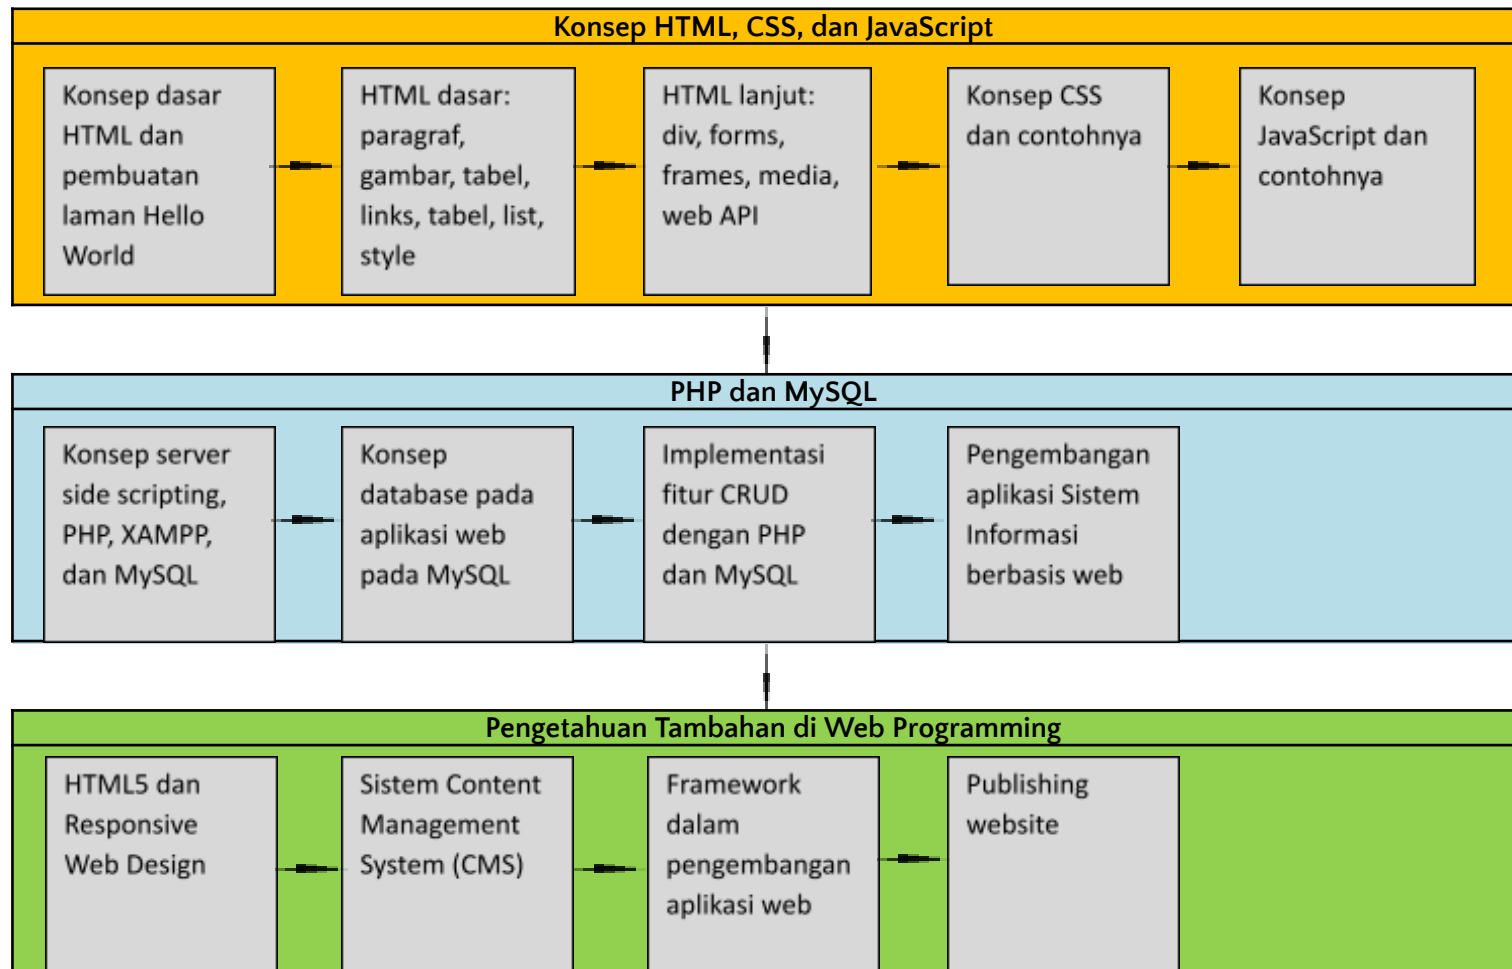 Konsep HTML, CSS, dan JavaScript
Konsep dasar
HTML dan
pembuatan
laman Hello
World
HTML dasar:
paragraf,
gambar, tabel,
links, tabel, list,
style
HTML lanjut:
div, forms,
frames, media,
web API
Konsep CSS
dan contohnya
Konsep
JavaScript dan
contohnya
PHP dan MySQL
Konsep server
side scripting,
PHP, XAMPP,
dan MySQL
Konsep
database pada
aplikasi web
pada MySQL
Implementasi
fitur CRUD
dengan PHP
dan MySQL
Pengembangan
aplikasi Sistem
Informasi
berbasis web
Pengetahuan Tambahan di Web Programming
HTML5 dan
Responsive
Web Design
Sistem Content
Management
System (CMS)
Framework
dalam
pengembangan
aplikasi web
Publishing
website